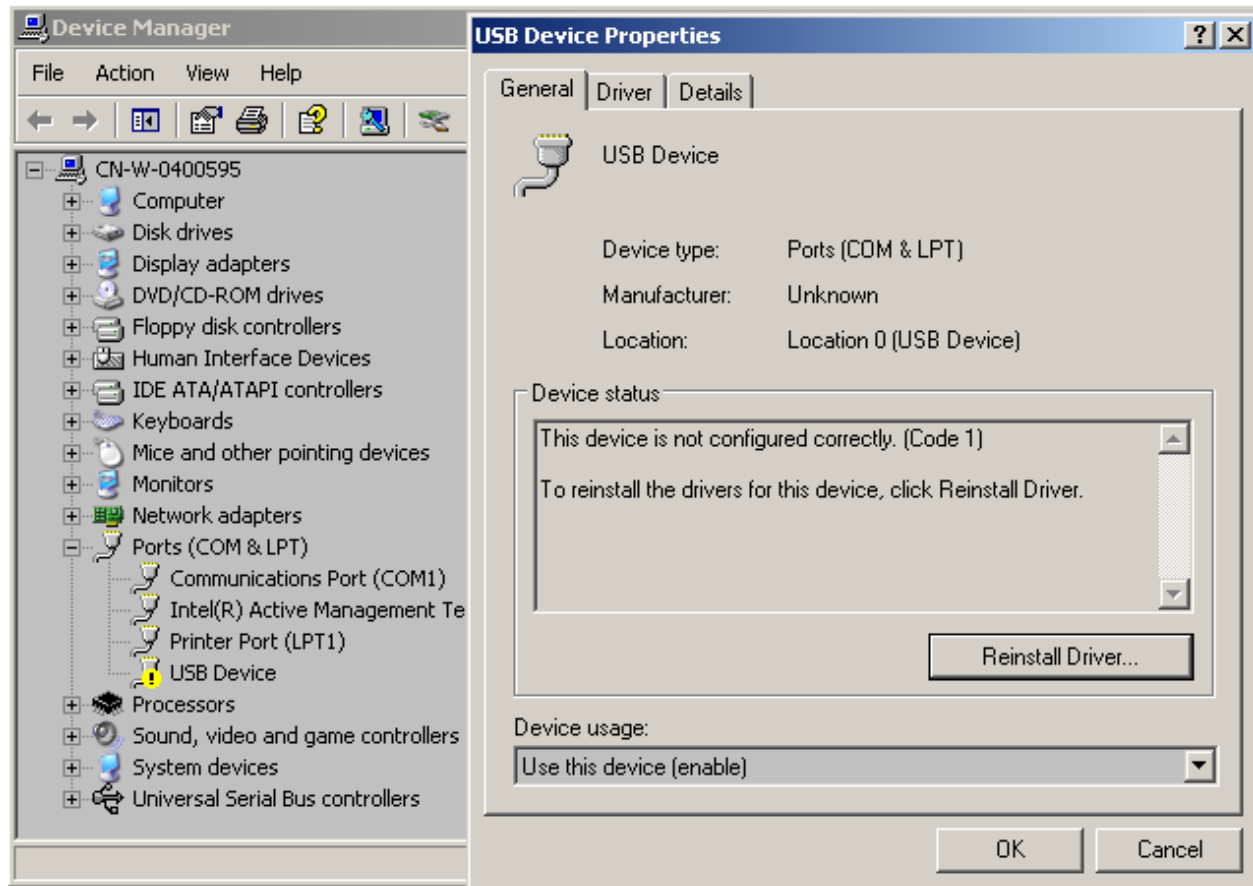 Device Manager
File Action View Help
CN-W-0400595
Computer
Disk drives
Display adapters
DVD/CD-ROM drives
Floppy disk controllers
Human Interface Devices
IDE ATA/ATAPI controllers
Keyboards
Mice and other pointing devices
Monitors
Network adapters
Ports (COM & LPT)
Communications Port (COM1)
Intel(R) Active Management Te
Printer Port (LPT1)
USB Device
Processors
Sound, video and game controllers
System devices
Universal Serial Bus controllers
USB Device Properties
General Driver Details
USB Device
Device type: Ports (COM & LPT)
Manufacturer: Unknown
Location: Location 0 (USB Device)
Device status
This device is not configured correctly. (Code 1)
To reinstall the drivers for this device, click Reinstall Driver.
Reinstall Driver...
Device usage:
Use this device (enable)
OK Cancel